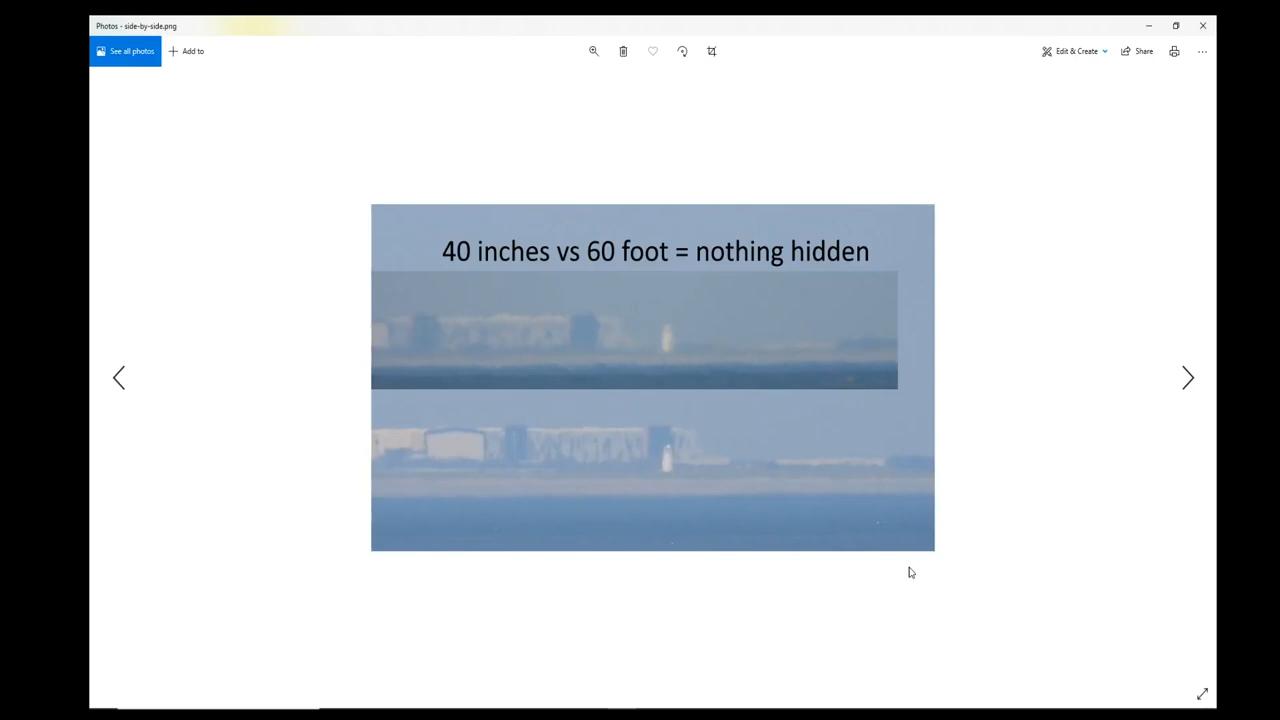 Photos - side-by-side.png
See all photos
Add to
Edit & Create
Share
40 inches vs 60 foot = nothing hidden